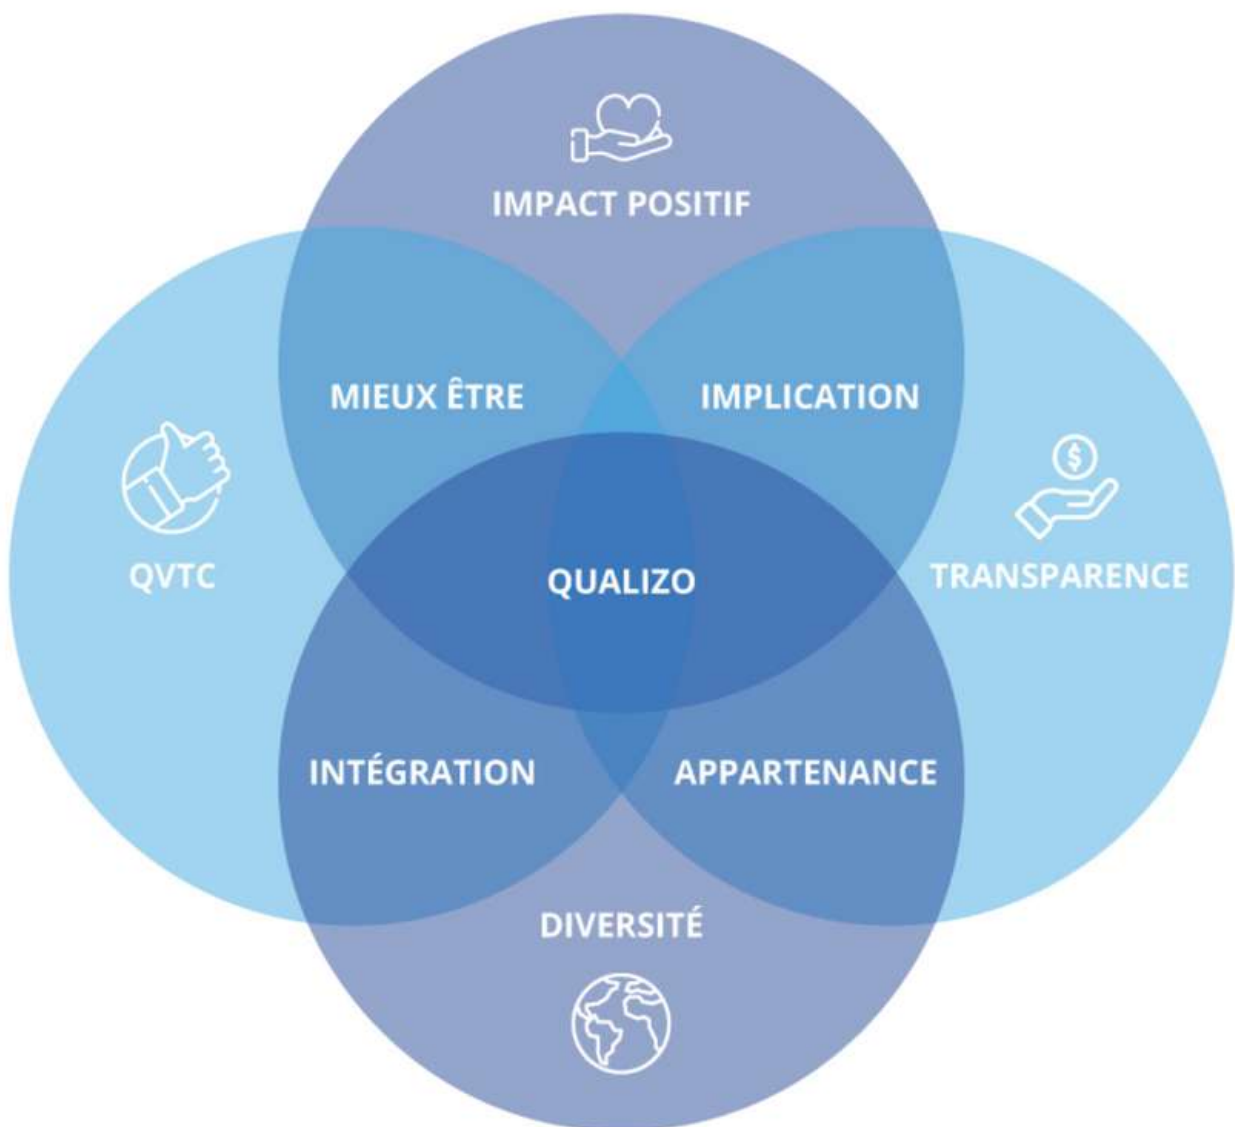 IMPACT POSITIF
MIEUX ÊTRE
IMPLICATION
QVTC
QUALIZO
TRANSPARENCE
INTÉGRATION
APPARTENANCE
DIVERSITÉ
$